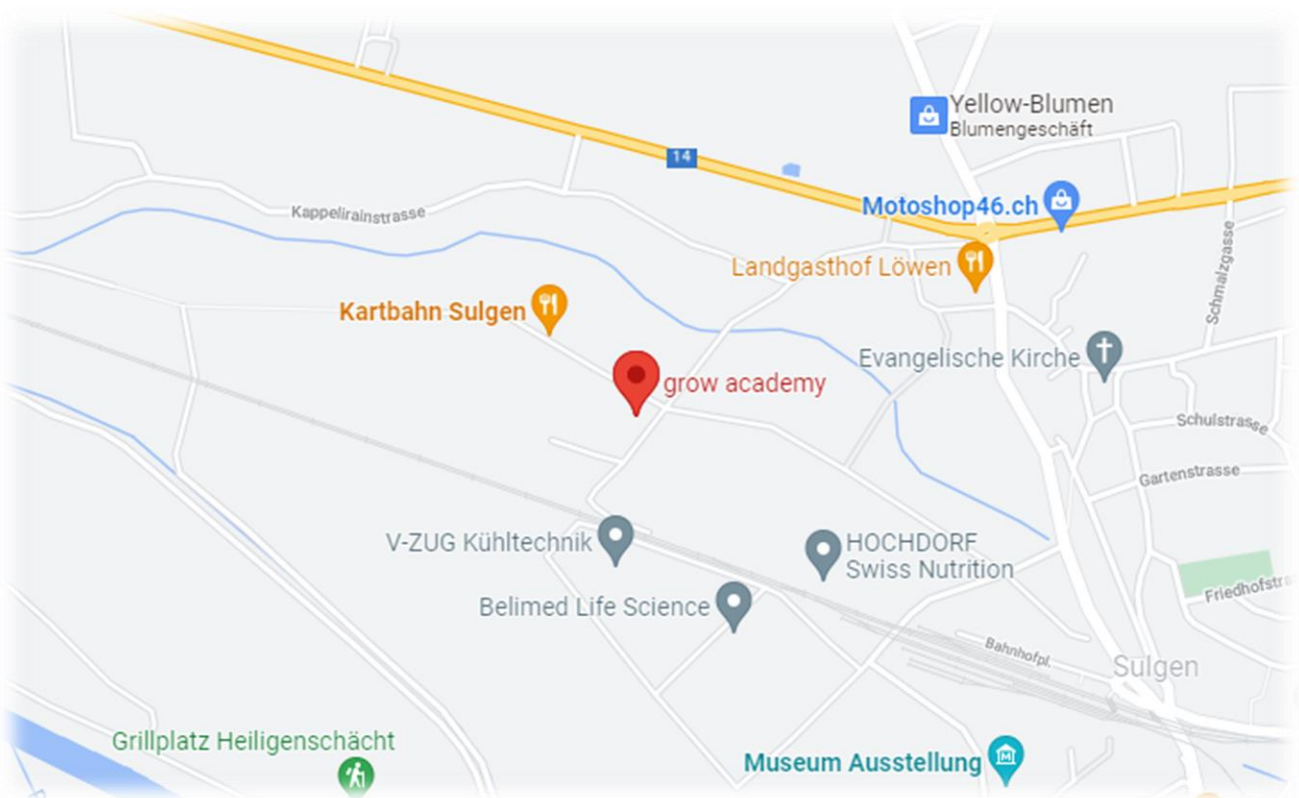 Yellow-Blumen
Blumengeschäft
14
Motoshop46.ch
Kappelirainstrasse
Landgasthof Löwen
Schmalzgasse
Kartbahn Sulgen
Evangelische Kirche
grow academy
Schulstrasse
Gartenstrasse
V-ZUG Kühltechnik
HOCHDORF
Swiss Nutrition
Friedhofstra
Belimed Life Science
Bahnhofpl.
Sulgen
Grillplatz Heiligenschächt
Museum Ausstellung
M